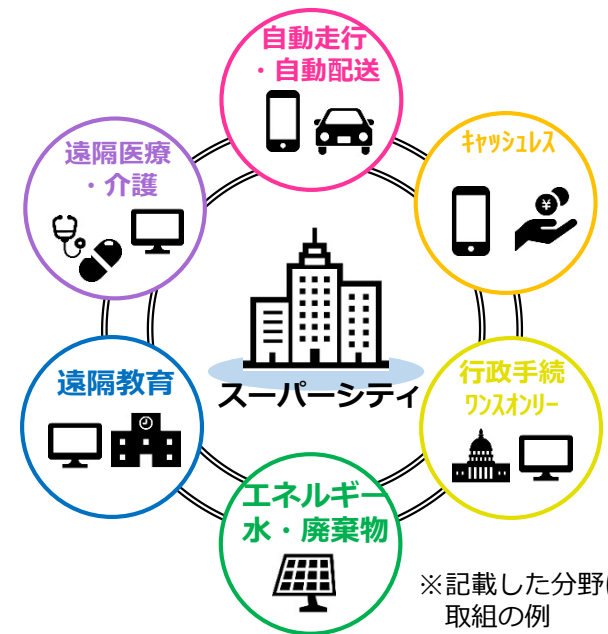 自動走行
・自動配送
遠隔医療
・介護
ｷｬｯｼｭﾚｽ
¥
スーパーシティ
遠隔教育
行政手続
ﾜﾝｽｵﾝﾘｰ
エネルギー
水・廃棄物
※記載した分野は
取組の例